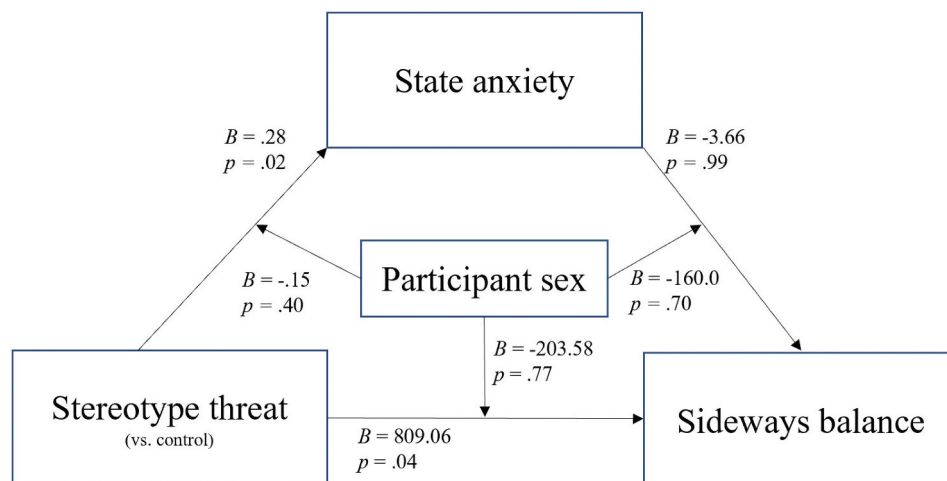 State anxiety
B = .28
p = .02
B = -3.66
p = .99
Participant sex
B = -.15
p = .40
B = -160.0
p = .70
B = -203.58
p = .77
Stereotype threat
(vs. control)
Sideways balance
B = 809.06
p = .04